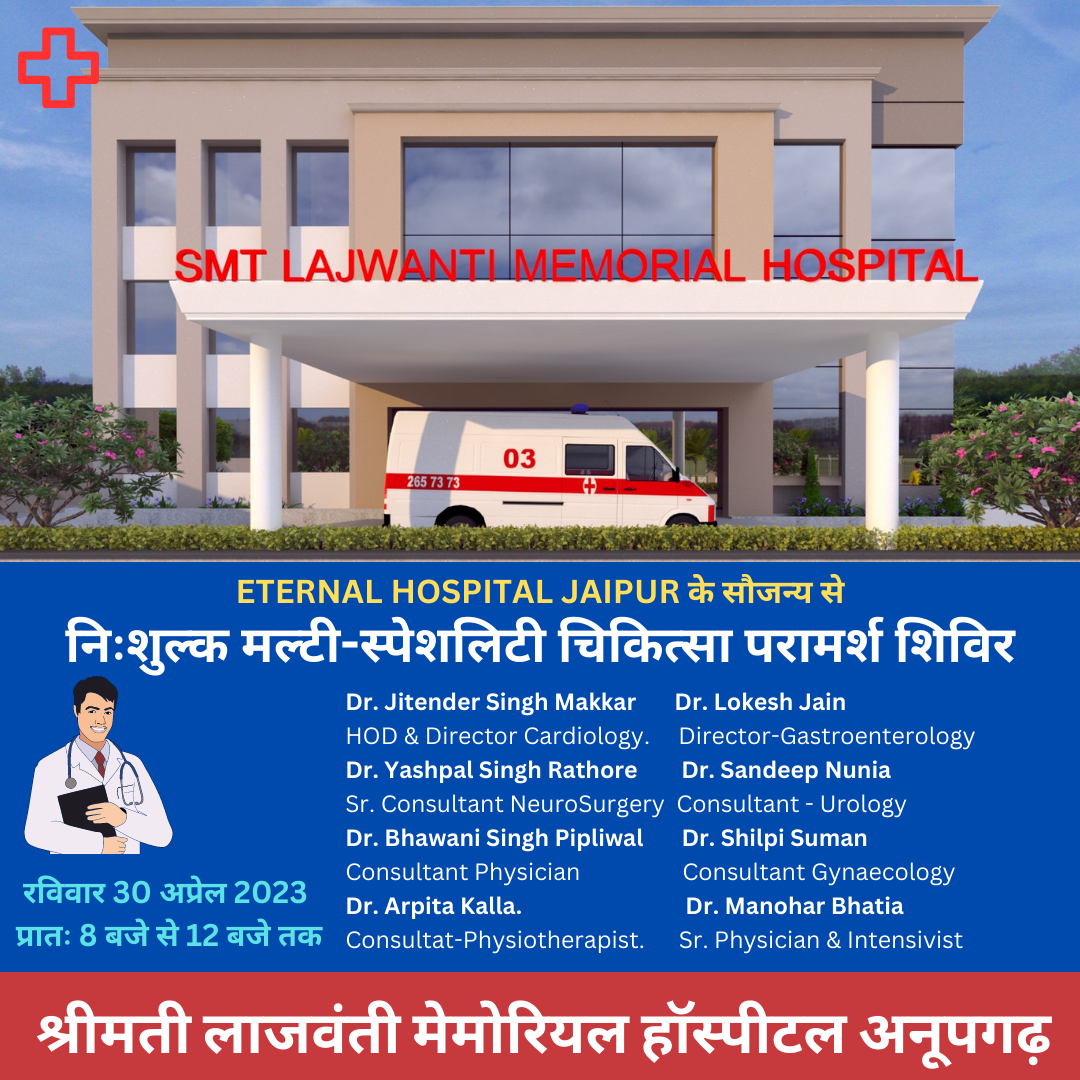 SMT LAJWANTI MEMORIAL HOSPITAL
03
265 73 73
ETERNAL HOSPITAL JAIPUR के सौजन्य से
निःशुल्क मल्टी-स्पेशलिटी चिकित्सा परामर्श शिविर
Dr. Jitender Singh Makkar Dr. Lokesh Jain
HOD & Director Cardiology. Director-Gastroenterology
Dr. Yashpal Singh Rathore Dr. Sandeep Nunia
Sr. Consultant NeuroSurgery Consultant - Urology
Dr. Bhawani Singh Pipliwal Dr. Shilpi Suman
Consultant Physician Consultant Gynaecology
Dr. Arpita Kalla. Dr. Manohar Bhatia
Consultat-Physiotherapist. Sr. Physician & Intensivist
रविवार 30 अप्रेल 2023
प्रातः 8 बजे से 12 बजे तक
श्रीमती लाजवंती मेमोरियल हॉस्पीटल अनूपगढ़